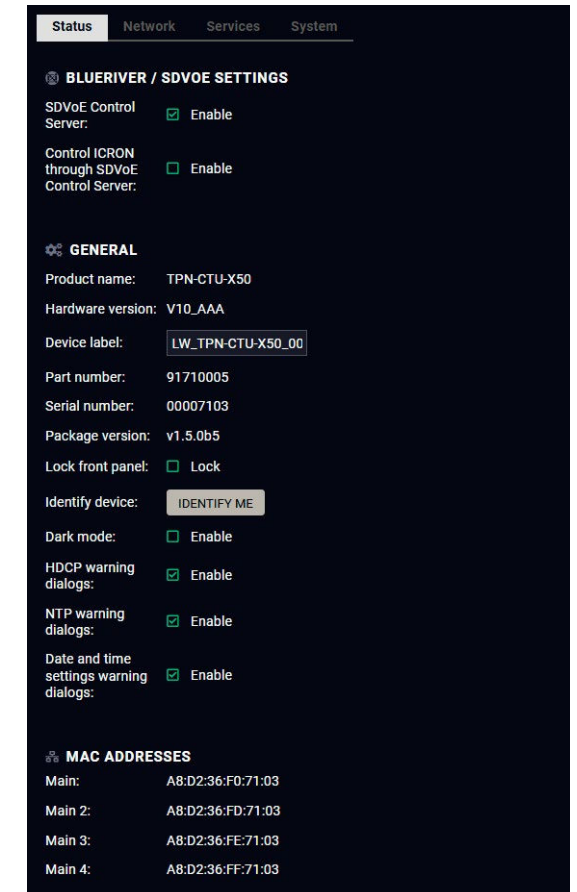 Status Network Services System
BLUERIVER / SDVOE SETTINGS
SDVoE Control
Server:
Enable
Control ICRON
through SDVoE
Control Server:
Enable
GENERAL
Product name: TPN-CTU-X50
Hardware version: V10_AAA
Device label: LW_TPN-CTU-X50_00
Part number: 91710005
Serial number: 00007103
Package version: v1.5.0b5
Lock front panel: Lock
Identify device: IDENTIFY ME
Dark mode: Enable
HDCP warning
dialogs:
Enable
NTP warning
dialogs:
Enable
Date and time
settings warning
dialogs:
Enable
MAC ADDRESSES
Main: A8:D2:36:F0:71:03
Main 2: A8:D2:36:FD:71:03
Main 3: A8:D2:36:FE:71:03
Main 4: A8:D2:36:FF:71:03